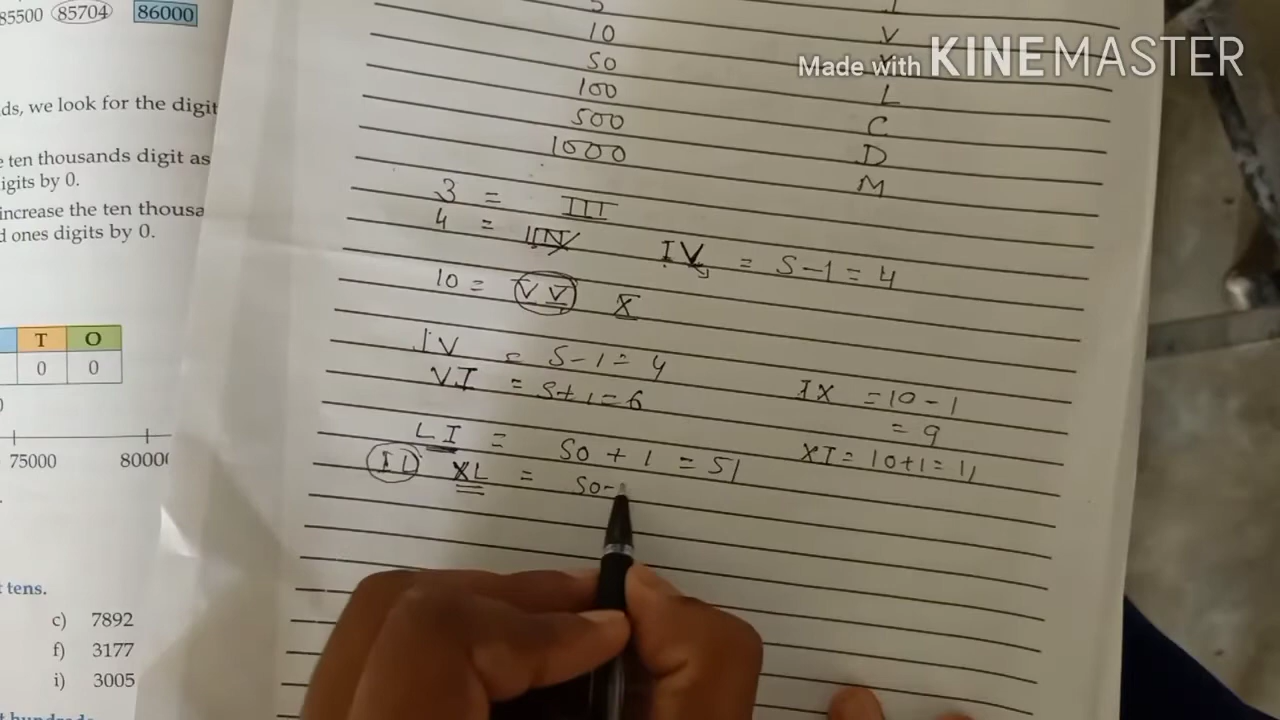 85500 85704 86000
ds, we look for the digit
e ten thousands digit as
igits by 0.
increase the ten thousa
d ones digits by 0.
T O
0 0
75000 80000
t tens.
c) 7892
f) 3177
i) 3005
Made with KINEMASTER
10 V
50
100 L
500 C
1000 D
M
3 = III
4 = IV = 5-1=4
10 = VV X
IV = 5-1=4
VI = 5+1=6
IX =10-1
= 9
LI = 50+1=51
XI=10+1=11
IL XL = 50-